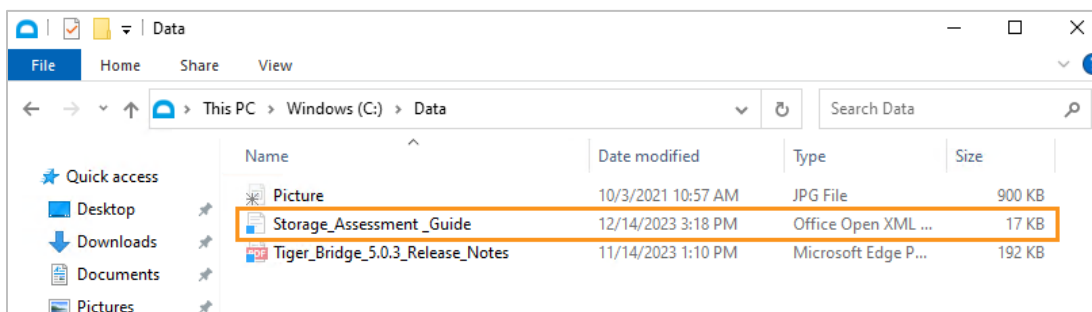 Data
File Home Share View
This PC > Windows (C:) > Data Search Data
Name Date modified Type Size
Quick access
Picture 10/3/2021 10:57 AM JPG File 900 KB
Desktop
Storage_Assessment _Guide 12/14/2023 3:18 PM Office Open XML ... 17 KB
Downloads
PDF Tiger_Bridge_5.0.3_Release_Notes 11/14/2023 1:10 PM Microsoft Edge P... 192 KB
Documents
Pictures